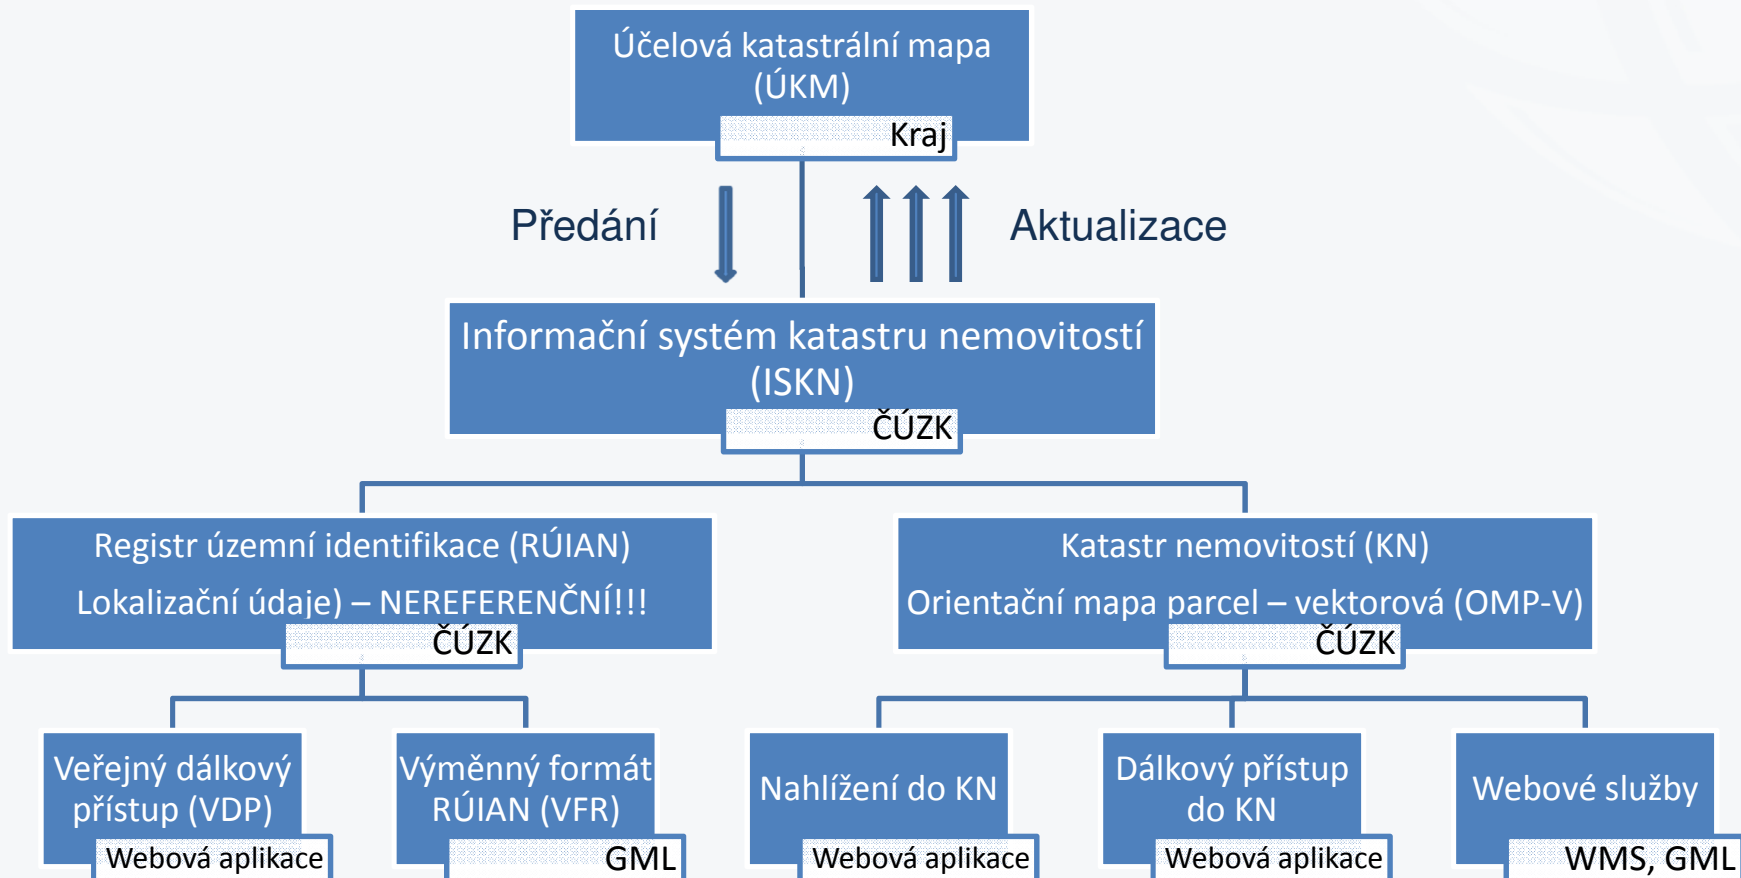 Účelová katastrální mapa
(ÚKM)
Kraj
Předání
Aktualizace
Informační systém katastru nemovitostí
(ISKN)
ČÚZK
Registr územní identifikace (RÚIAN)
Lokalizační údaje) – NEREFERENČNÍ!!!
ČÚZK
Katastr nemovitostí (KN)
Orientační mapa parcel – vektorová (OMP-V)
ČÚZK
Veřejný dálkový
přístup (VDP)
Webová aplikace
Výměnný formát
RÚIAN (VFR)
GML
Nahlížení do KN
Webová aplikace
Dálkový přístup
do KN
Webová aplikace
Webové služby
WMS, GML